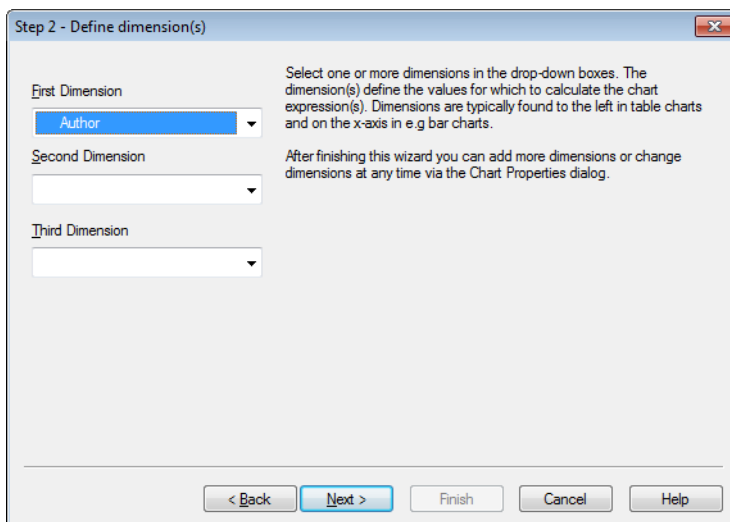 Step 2 - Define dimension(s)
First Dimension
Author
Second Dimension
Third Dimension
Select one or more dimensions in the drop-down boxes. The
dimension(s) define the values for which to calculate the chart
expression(s). Dimensions are typically found to the left in table charts
and on the x-axis in e.g bar charts.
After finishing this wizard you can add more dimensions or change
dimensions at any time via the Chart Properties dialog.
< Back
Next >
Finish
Cancel
Help